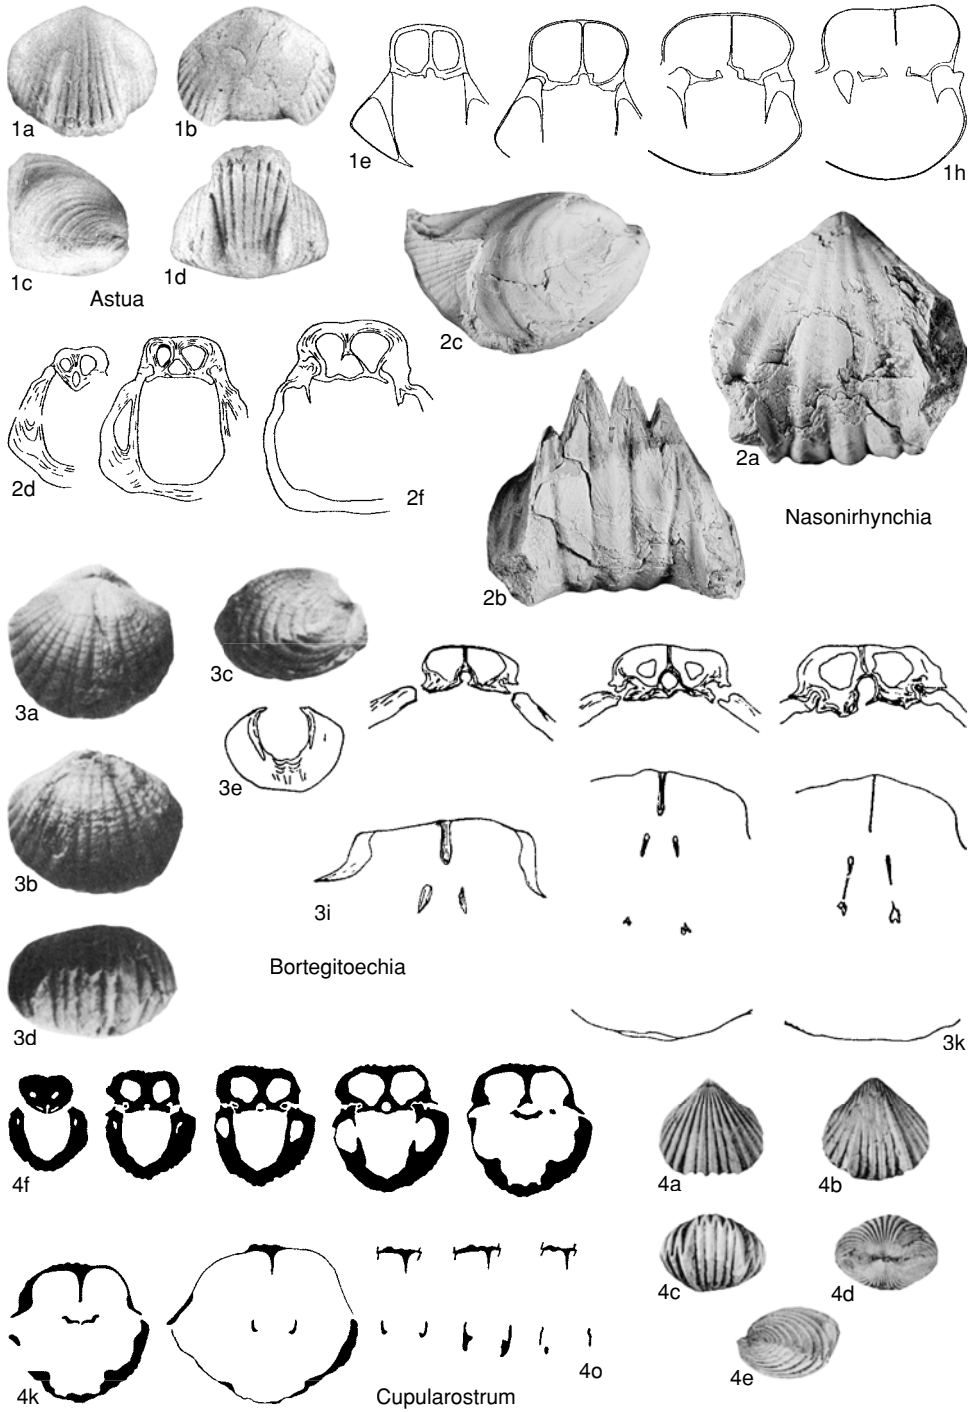 1a
1b
1e
1h
1c
1d
Astua
2c
2a
2d
2f
Nasonirhynchia
2b
3a
3c
3e
3b
3i
Bortegitoechia
3d
3k
4f
4a
4b
4c
4d
4k
4o
4e
Cupularostrum